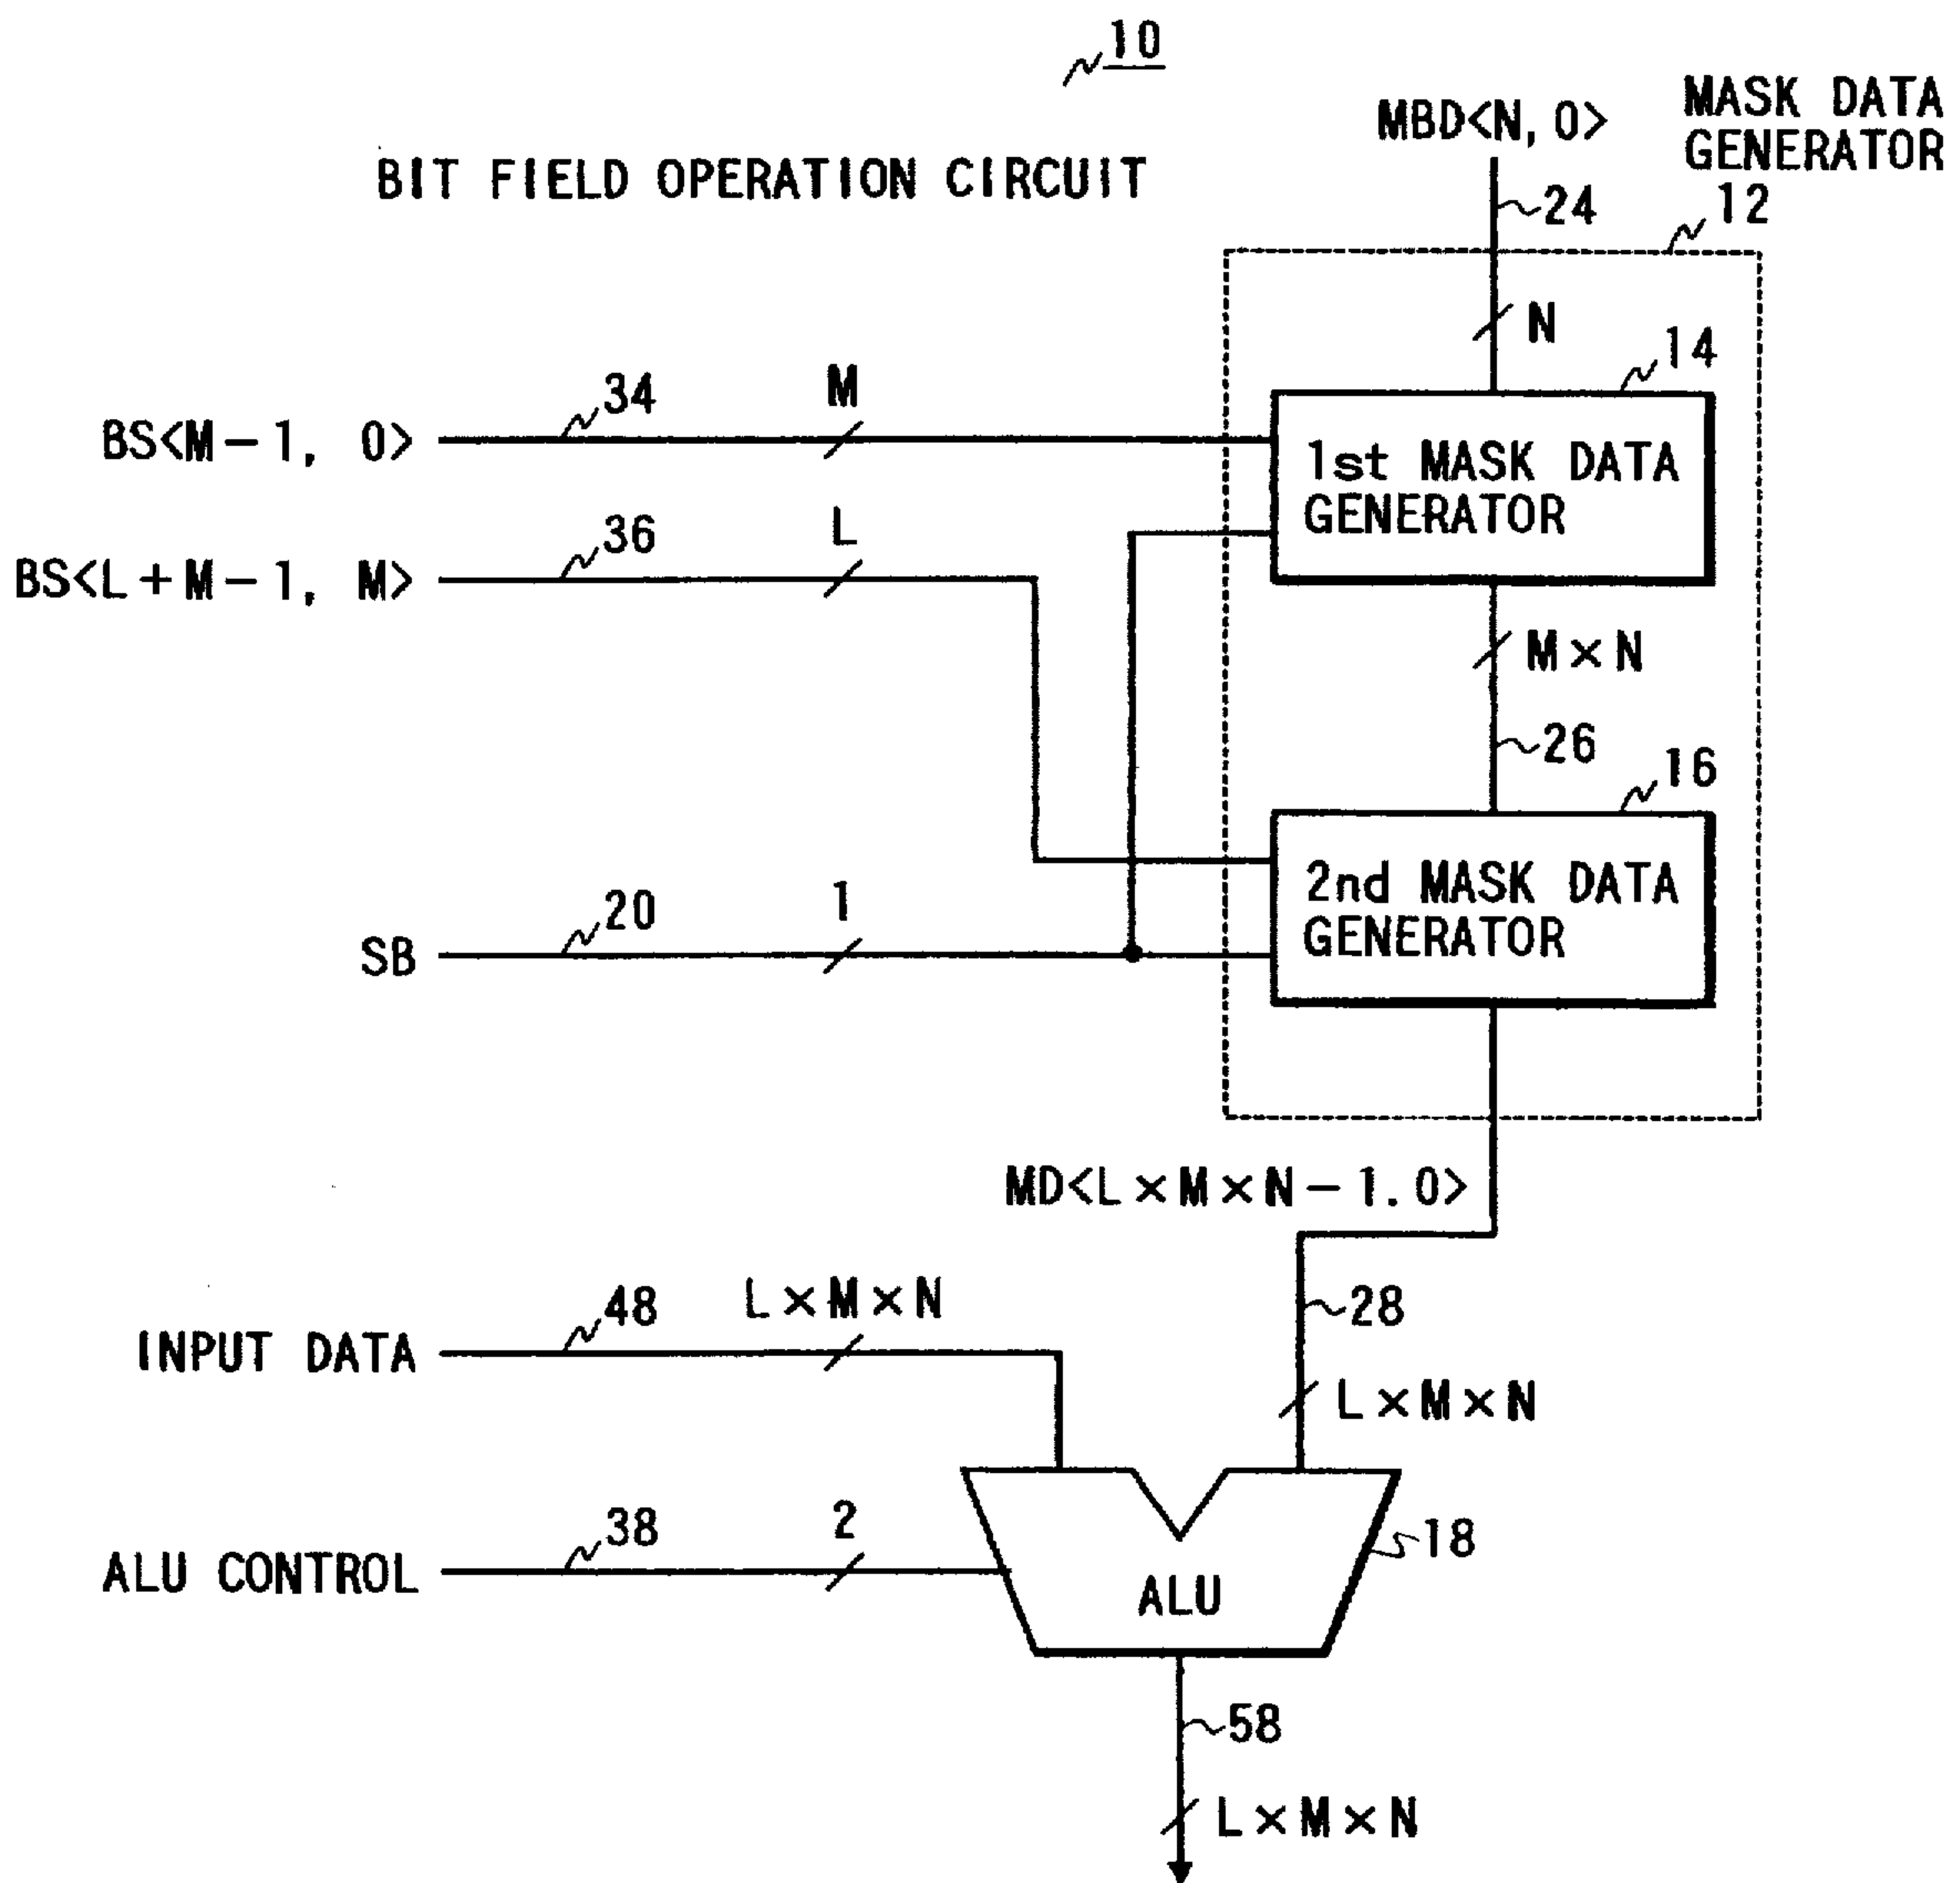 10
MBD<N, 0>
MASK DATA
GENERATOR
BIT FIELD OPERATION CIRCUIT
24
12
N
14
BS<M-1, 0>
34
M
1st MASK DATA
GENERATOR
BS<L+M-1, M>
36
L
M×N
26
16
2nd MASK DATA
GENERATOR
SB
20
1
MD<L×M×N-1.0>
INPUT DATA
48
L×M×N
28
L×M×N
ALU CONTROL
38
2
18
ALU
58
L×M×N